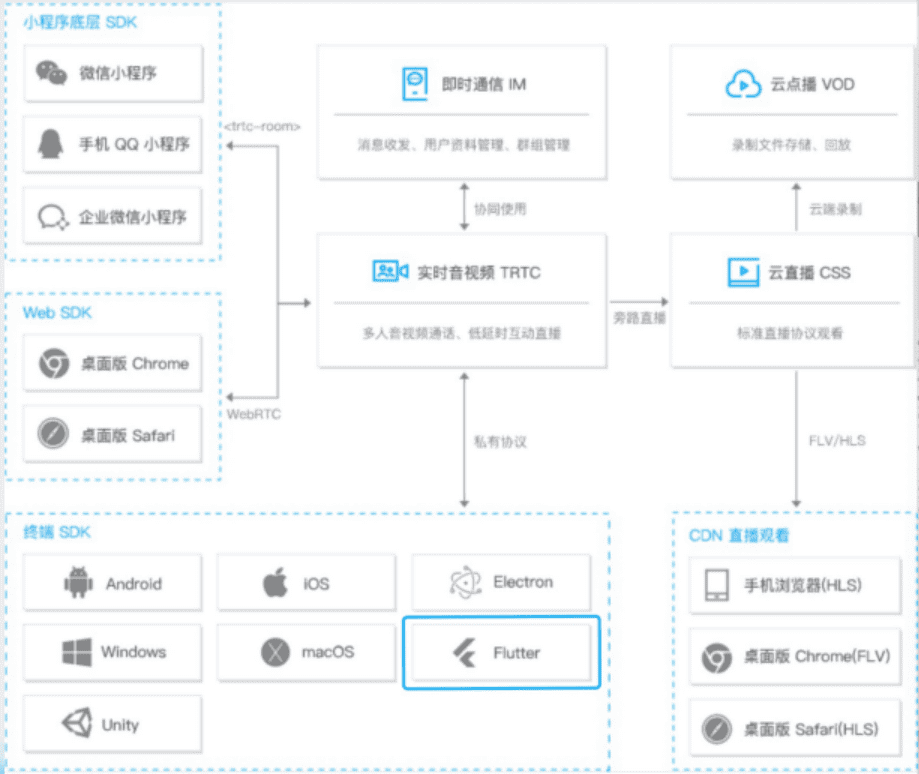 小程序底层 SDK
微信小程序
手机 QQ 小程序
企业微信小程序
<trtc-room>
即时通信 IM
消息收发、用户资料管理、群组管理
云点播 VOD
录制文件存储、回放
协同使用
云端录制
实时音视频 TRTC
多人音视频通话、低延时互动直播
旁路直播
云直播 CSS
标准直播协议观看
Web SDK
桌面版 Chrome
桌面版 Safari
WebRTC
私有协议
FLV/HLS
终端 SDK
Android
iOS
Electron
Windows
macOS
Flutter
Unity
CDN 直播观看
手机浏览器(HLS)
桌面版 Chrome(FLV)
桌面版 Safari(HLS)